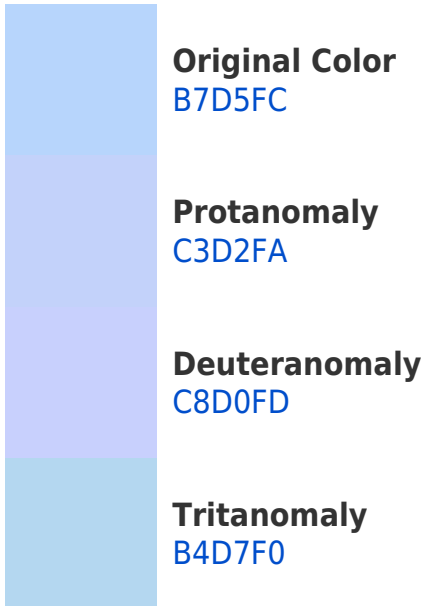 Original Color
B7D5FC
Protanomaly
C3D2FA
Deuteranomaly
C8D0FD
Tritanomaly
B4D7F0